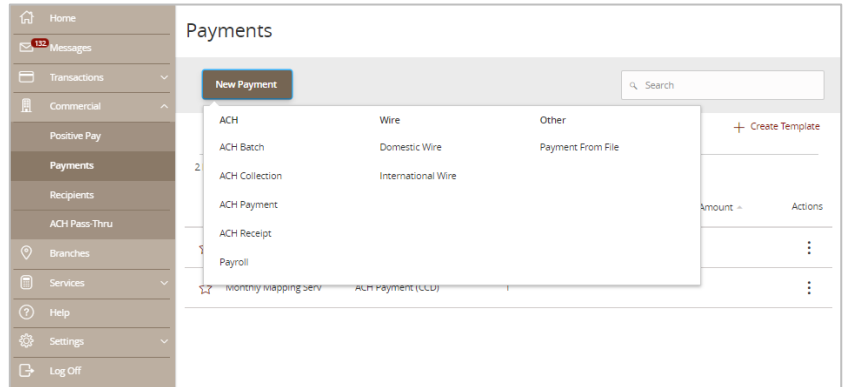 Home
132
Messages
Transactions
Commercial
Positive Pay
Payments
Recipients
ACH Pass-Thru
Branches
Services
Help
Settings
Log Off
Payments
New Payment
Search
ACH
Wire
Other
ACH Batch
Domestic Wire
Payment From File
ACH Collection
International Wire
ACH Payment
ACH Receipt
Payroll
Create Template
2
Amount
Actions
Monthly Mapping Serv
ACH Payment (CCD)